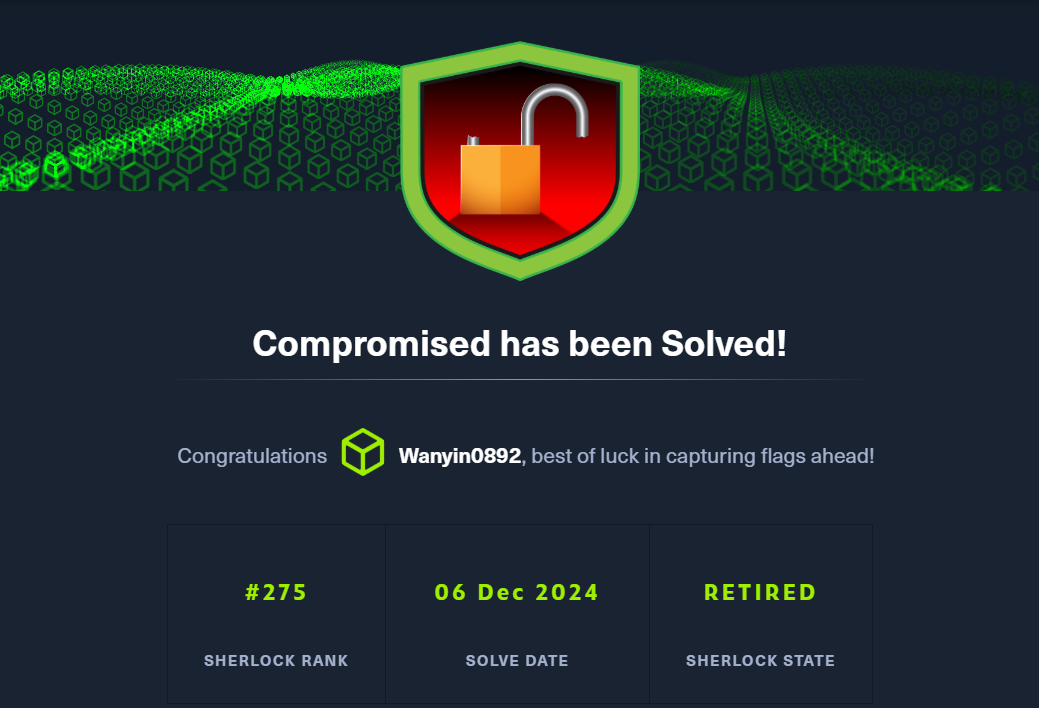 Compromised has been Solved!
Congratulations Wanyin0892, best of luck in capturing flags ahead!
#275 06 Dec 2024 RETIRED
SHERLOCK RANK SOLVE DATE SHERLOCK STATE